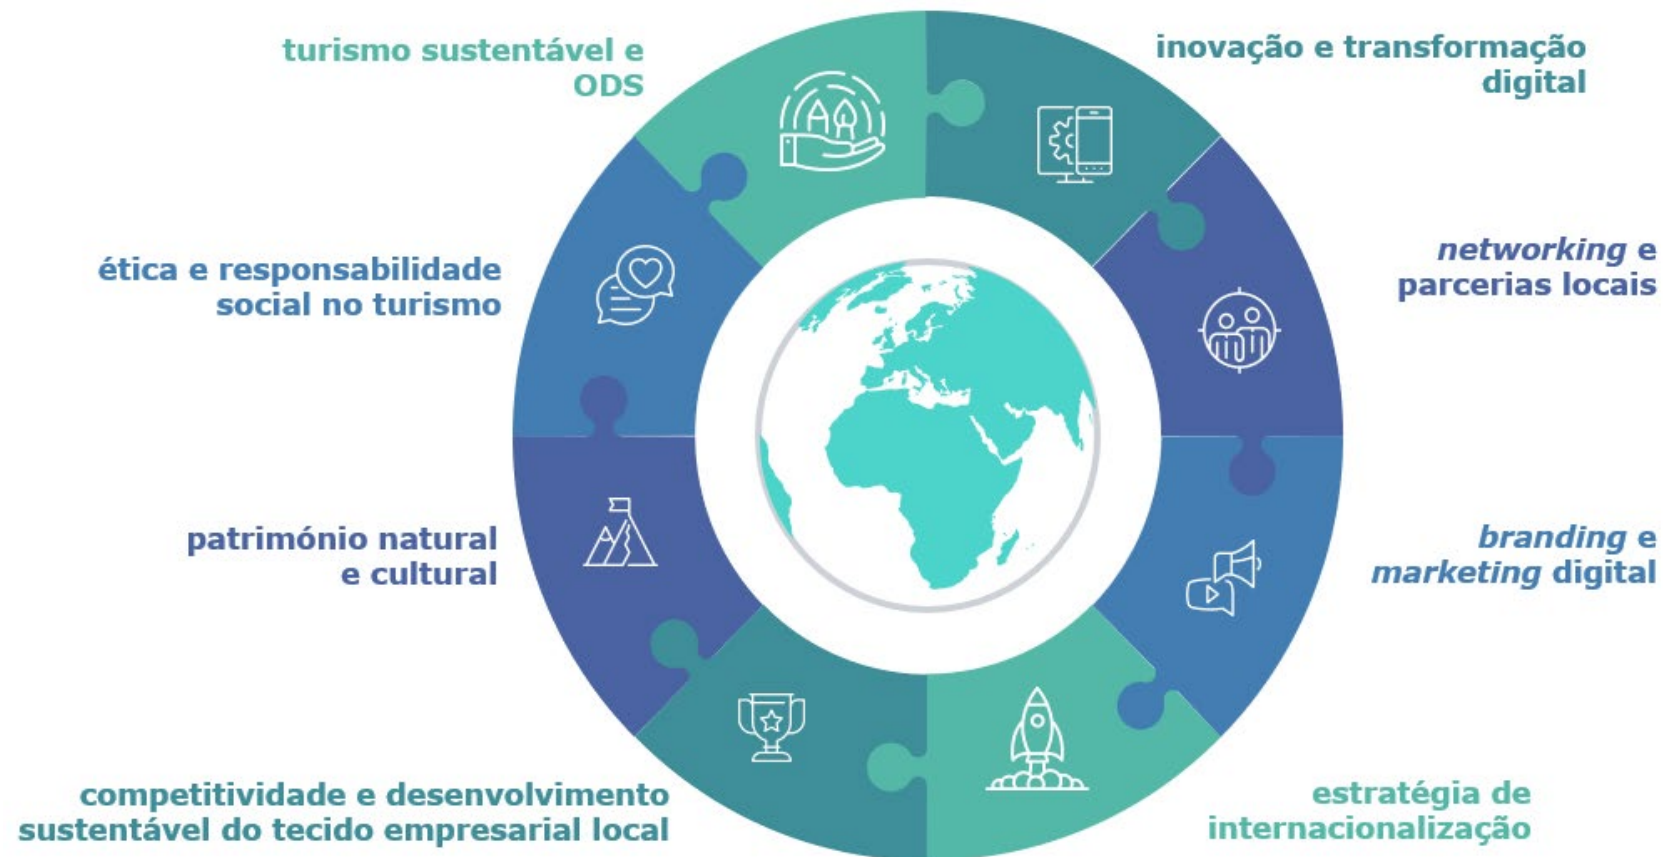 turismo sustentável e
ODS
inovação e transformação
digital
ética e responsabilidade
social no turismo
networking e
parcerias locais
património natural
e cultural
branding e
marketing digital
competitividade e desenvolvimento
sustentável do tecido empresarial local
estratégia de
internacionalização